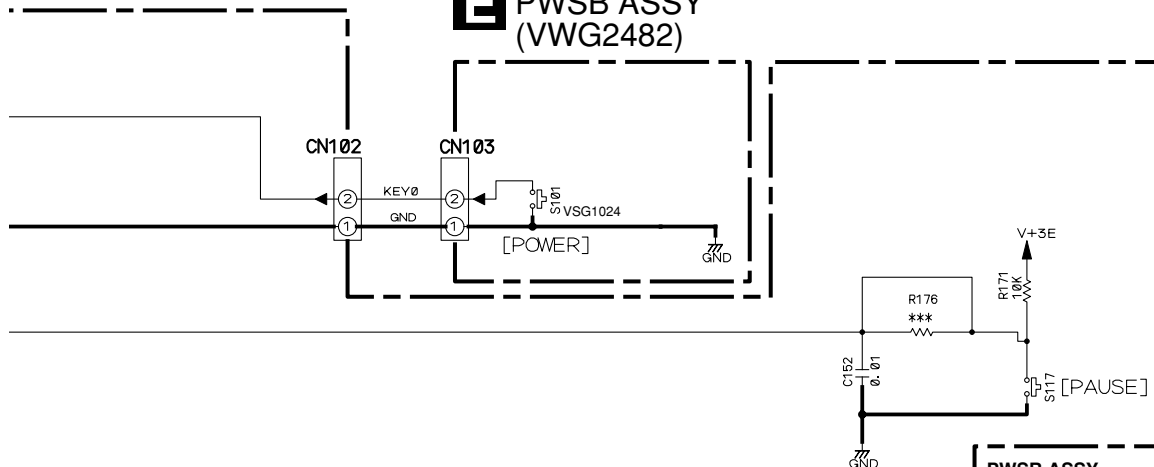 E PWSB ASSY
(VWG2482)
CN102
CN103
2 KEY0 2
1 GND 1
S101
VSG1024
[POWER]
GND
V+3E
R171
10K
R176
***
C152
0.01
S117
[PAUSE]
GND
PWSB ASSY